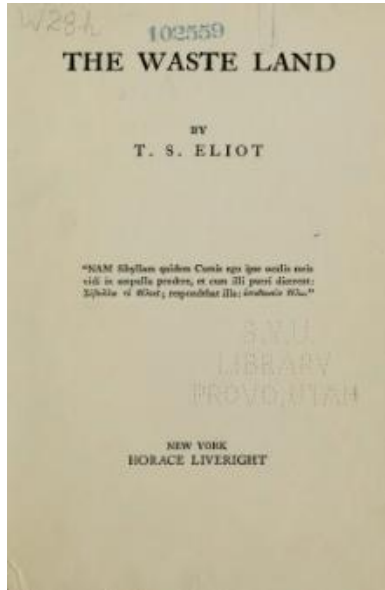 W28h
102559
THE WASTE LAND
BY
T. S. ELIOT
"NAM Sibyllam quidem Cumis ego ipse oculis meis
vidi in ampulla pendere, et cum illi pueri dicerent:
respondebat illa:
B.Y.U.
LIBRARY
PROVO, UTAH
NEW YORK
HORACE LIVERIGHT